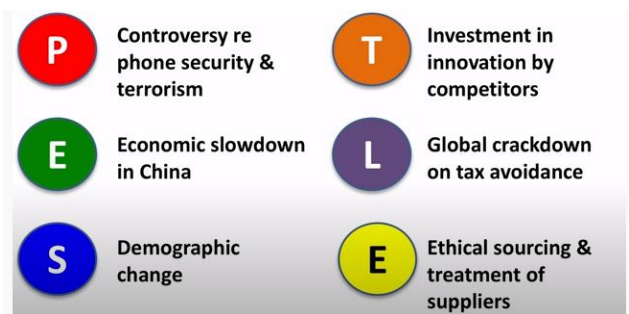 P
Controversy re
phone security &
terrorism
T
Investment in
innovation by
competitors
E
Economic slowdown
in China
L
Global crackdown
on tax avoidance
S
Demographic
change
E
Ethical sourcing &
treatment of
suppliers